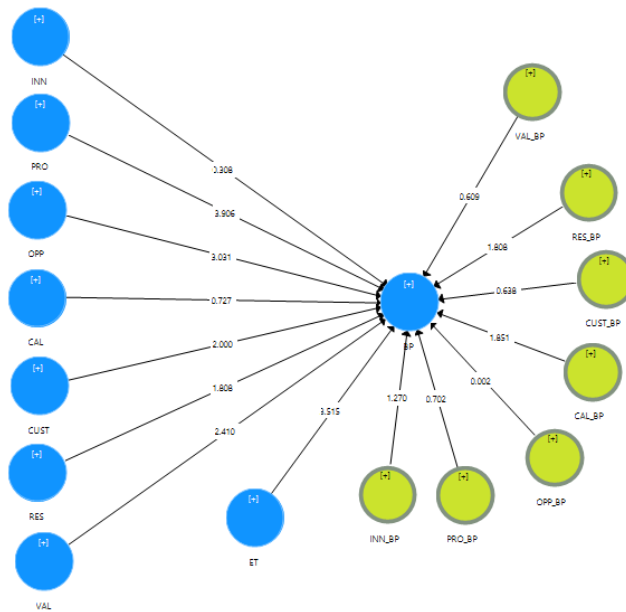 [+]
INN
[+]
PRO
[+]
OPP
[+]
CAL
[+]
CUST
[+]
RES
[+]
VAL
[+]
ET
0.308
3.906
3.031
0.727
2.000
1.808
2.410
3.515
[+]
BP
[+]
VAL_BP
[+]
RES_BP
[+]
CUST_BP
[+]
CAL_BP
[+]
OPP_BP
[+]
PRO_BP
[+]
INN_BP
0.609
1.808
0.638
1.851
0.002
0.702
1.270